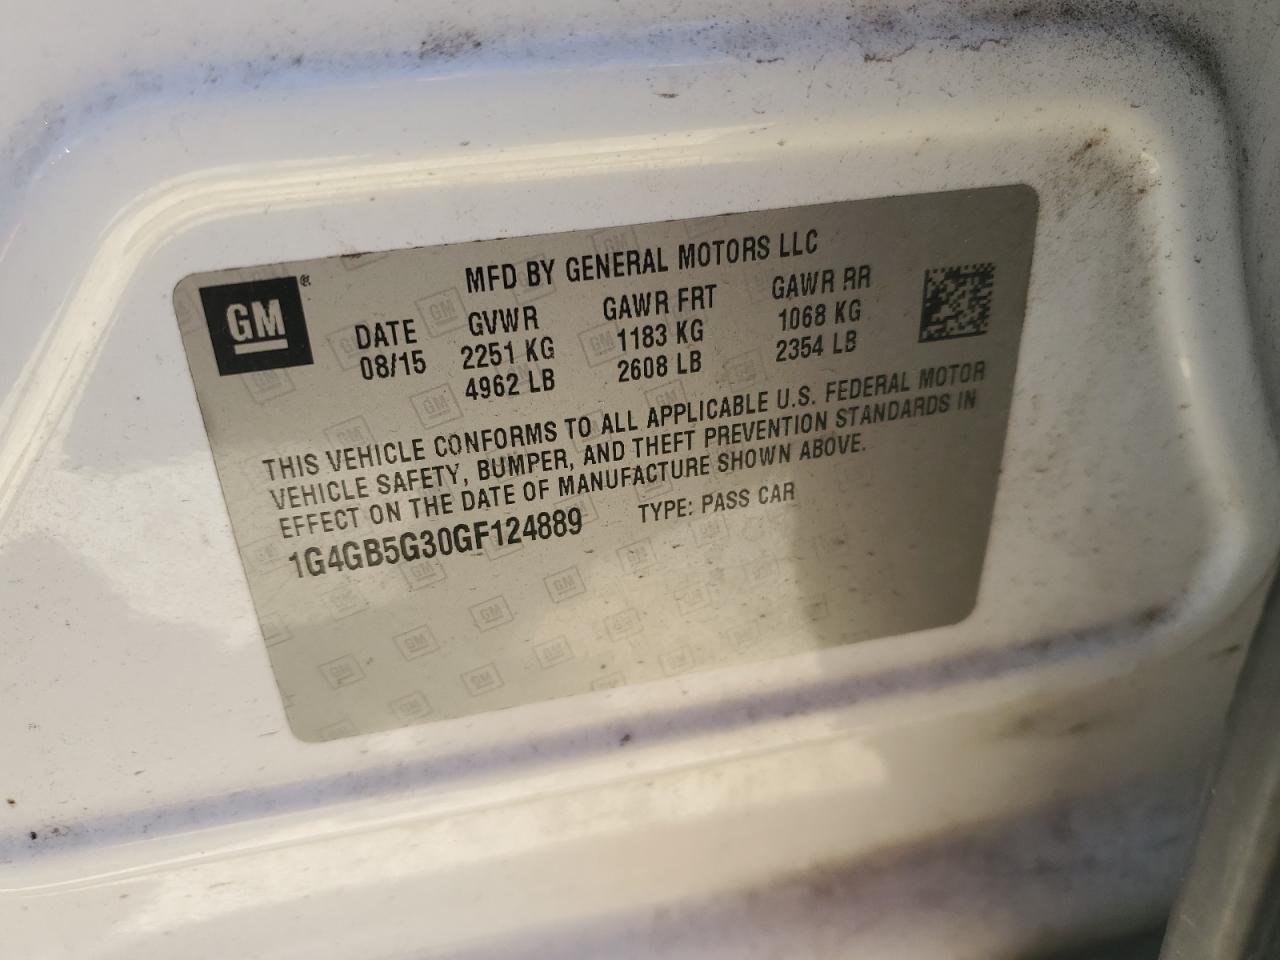 GM ®
MFD BY GENERAL MOTORS LLC
DATE GVWR GAWR FRT GAWR RR
08/15 2251 KG 1183 KG 1068 KG
4962 LB 2608 LB 2354 LB
THIS VEHICLE CONFORMS TO ALL APPLICABLE U.S. FEDERAL MOTOR
VEHICLE SAFETY, BUMPER, AND THEFT PREVENTION STANDARDS IN
EFFECT ON THE DATE OF MANUFACTURE SHOWN ABOVE.
1G4GB5G30GF124889 TYPE: PASS CAR